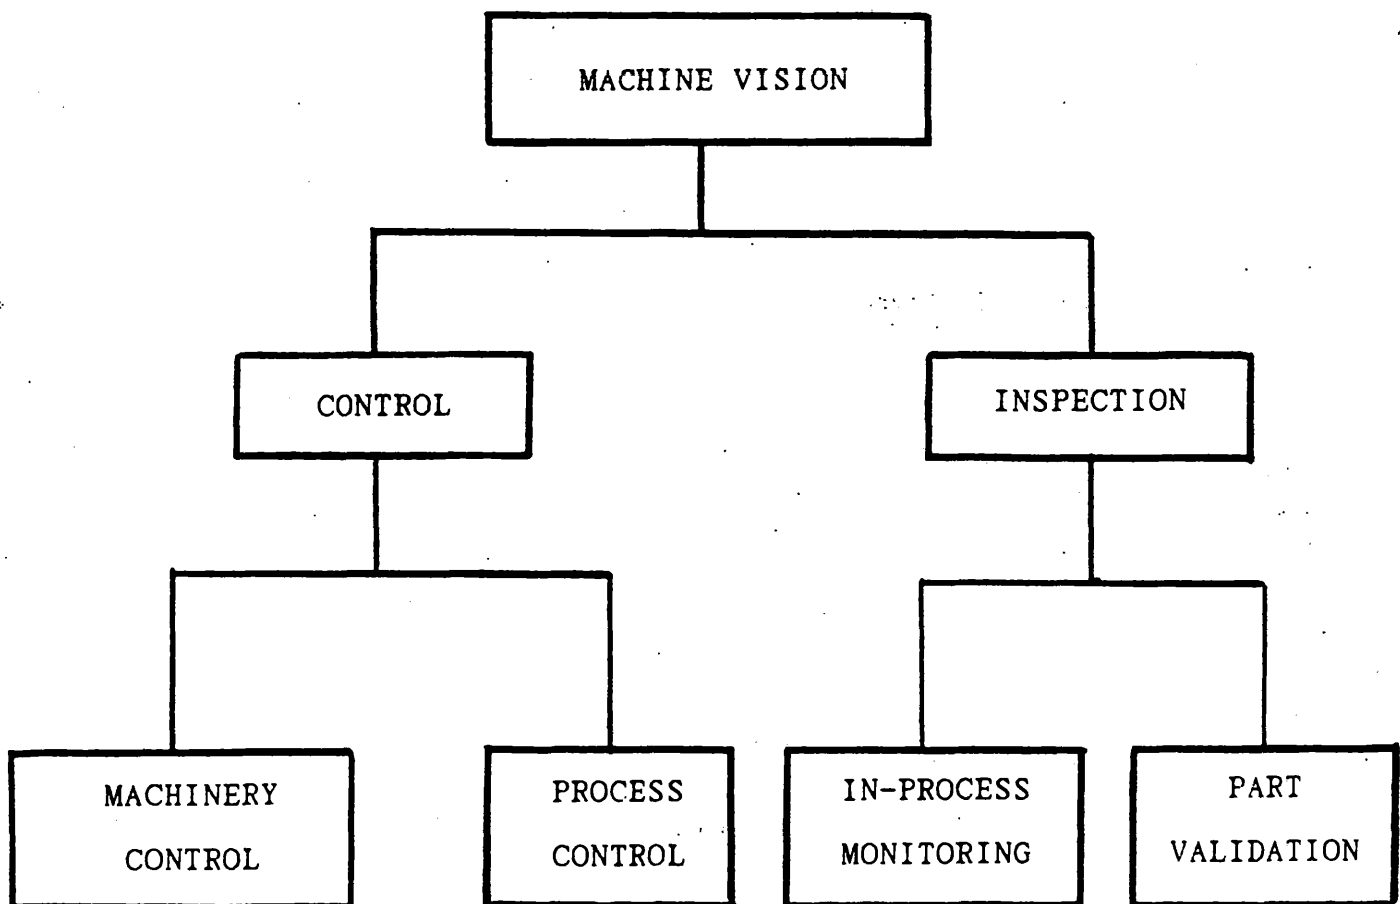 MACHINE VISION
CONTROL
INSPECTION
MACHINERY
CONTROL
PROCESS
CONTROL
IN-PROCESS
MONITORING
PART
VALIDATION